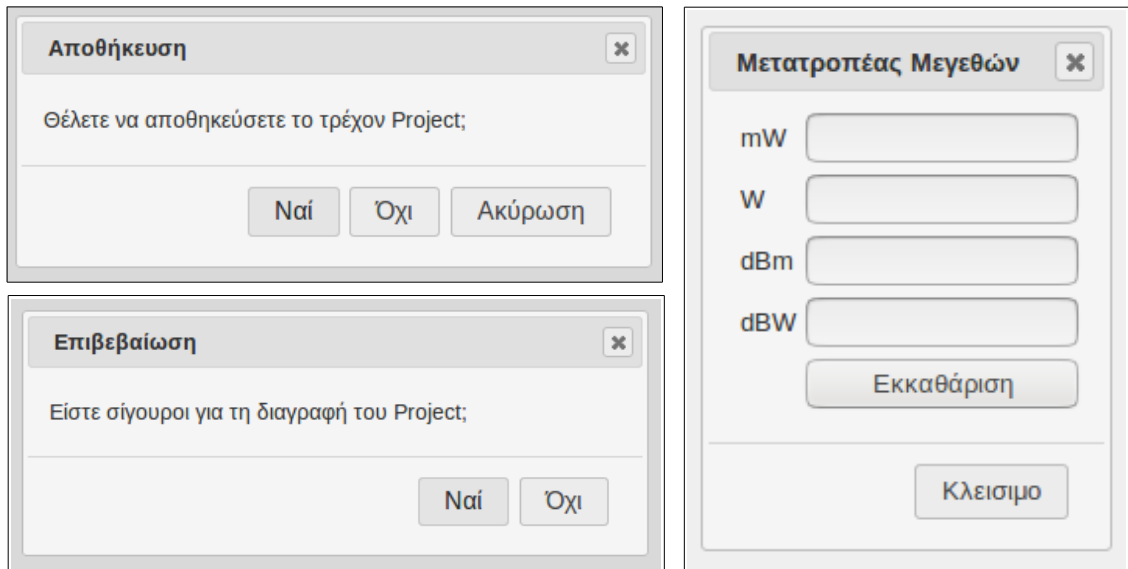 Αποθήκευση
Θέλετε να αποθηκεύσετε το τρέχον Project;
Ναί Όχι Ακύρωση
Επιβεβαίωση
Είστε σίγουροι για τη διαγραφή του Project;
Ναί Όχι
Μετατροπέας Μεγεθών
mW
W
dBm
dBW
Εκκαθάριση
Κλεισιμο